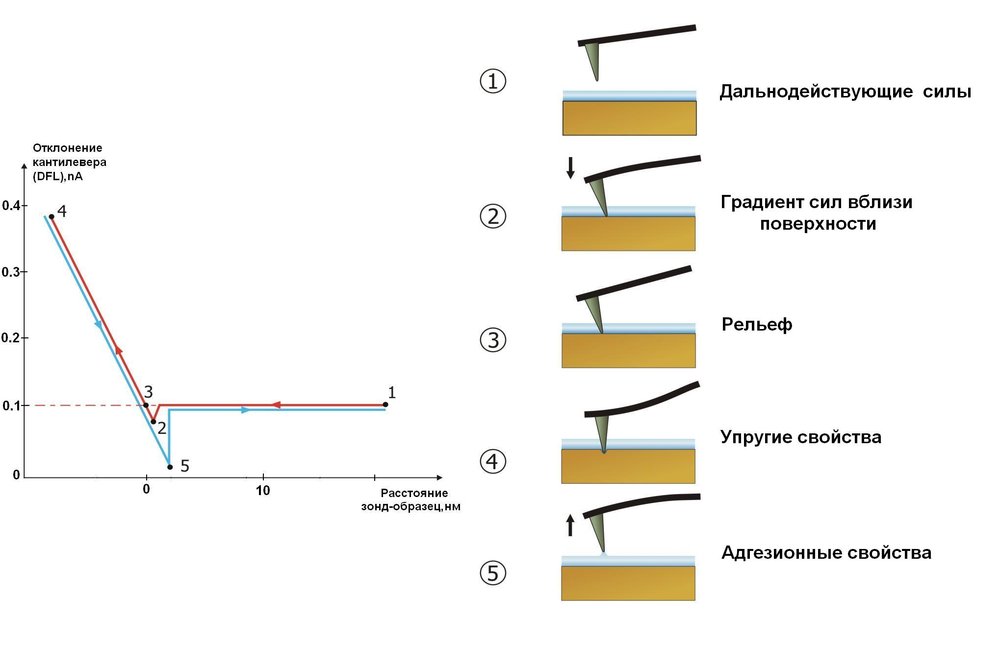 Отклонение
кантилевера
(DFL),nA
0.4
0.3
0.2
0.1
0
4
3
2
1
5
0
10
Расстояние
зонд-образец,нм
1
Дальнодействующие силы
2
Градиент сил вблизи
поверхности
3
Рельеф
4
Упругие свойства
5
Адгезионные свойства